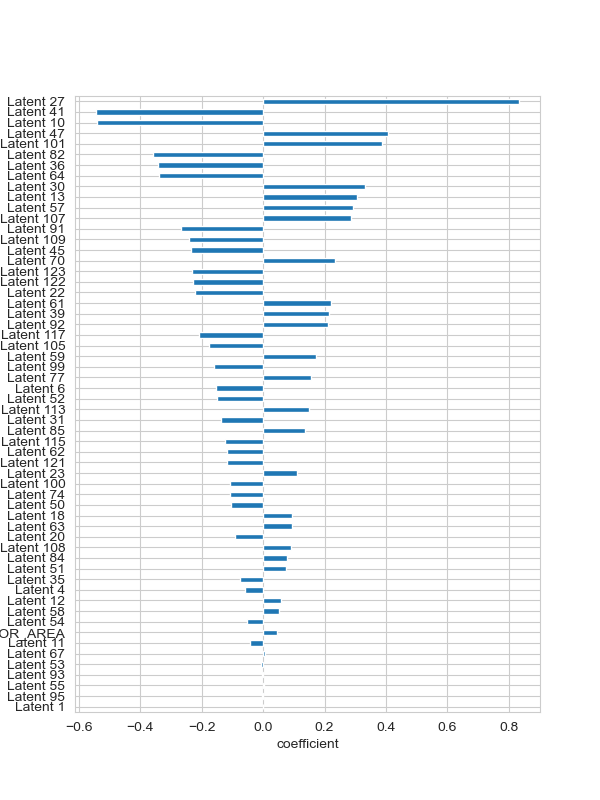 Latent 27
Latent 41
Latent 10
Latent 47
Latent 101
Latent 82
Latent 36
Latent 64
Latent 30
Latent 13
Latent 57
Latent 107
Latent 91
Latent 109
Latent 45
Latent 70
Latent 123
Latent 122
Latent 22
Latent 61
Latent 39
Latent 92
Latent 117
Latent 105
Latent 59
Latent 99
Latent 77
Latent 6
Latent 52
Latent 113
Latent 31
Latent 85
Latent 115
Latent 62
Latent 121
Latent 23
Latent 100
Latent 74
Latent 50
Latent 18
Latent 63
Latent 20
Latent 108
Latent 84
Latent 51
Latent 35
Latent 4
Latent 12
Latent 58
Latent 54
OR_AREA
Latent 11
Latent 67
Latent 53
Latent 93
Latent 55
Latent 95
Latent 1
−0.6 −0.4 −0.2 0.0 0.2 0.4 0.6 0.8
coefficient